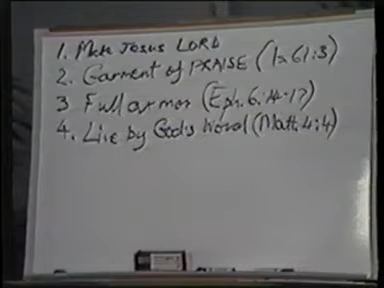 1. Make Jesus LORD
2. Garment of PRAISE (Is 61:3)
3 Full armor (Eph. 6:14-17)
4. Live by God's Word (Matt. 4:4)